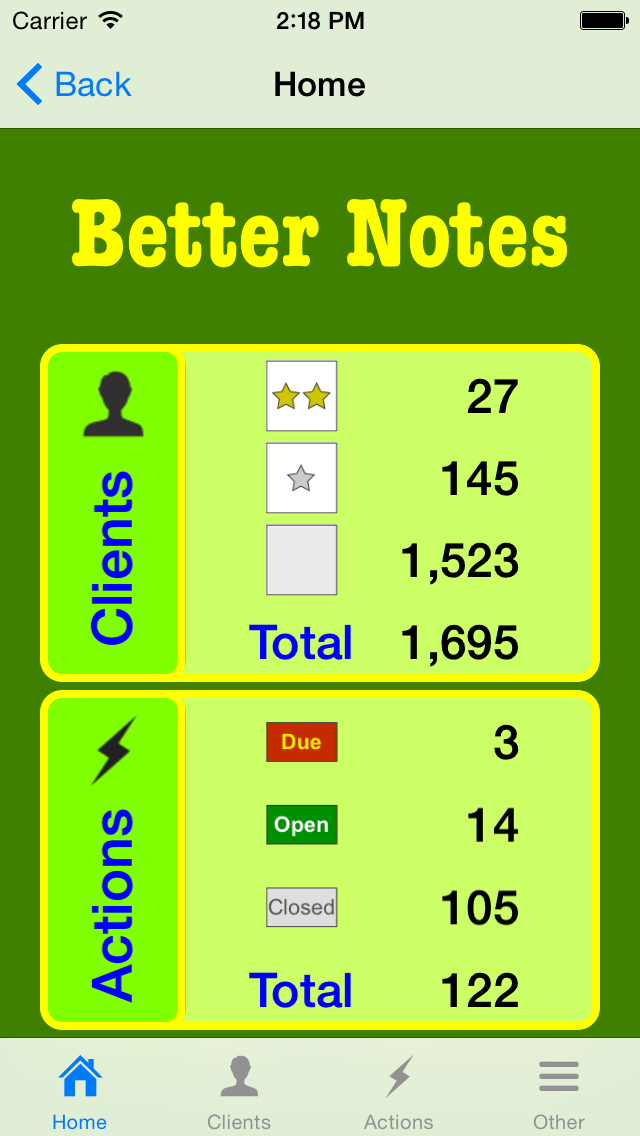 Carrier 2:18 PM
Back Home
Better Notes
Clients
27
145
1,523
Total 1,695
Actions
Due 3
Open 14
Closed 105
Total 122
Home Clients Actions Other